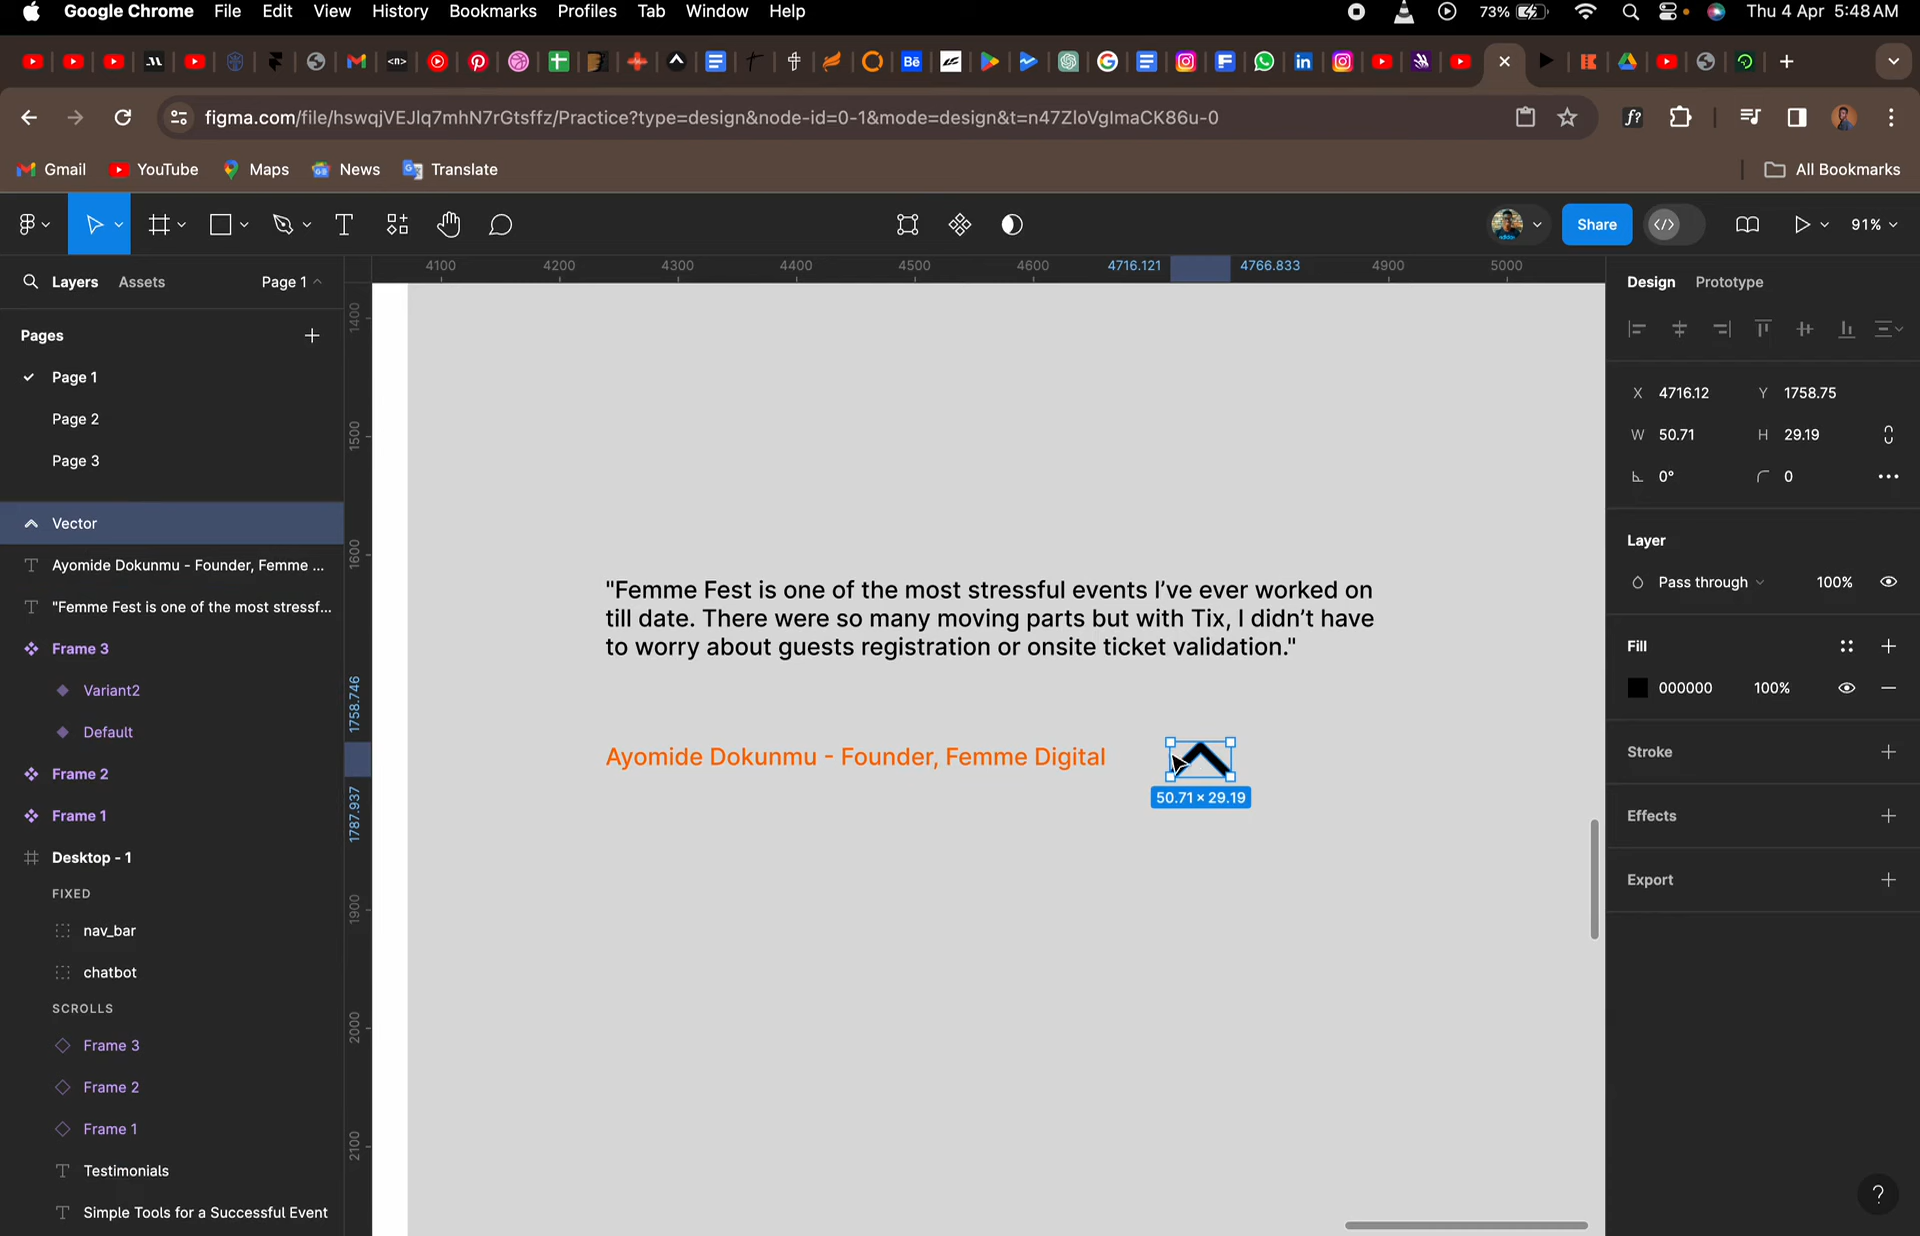 Google Chrome File Edit View History Bookmarks Profiles Tab Window Help 73% Thu 4 Apr 5:48 AM
figma.com/file/hswqjVEJlq7mhN7rGtsffz/Practice?type=design&node-id=0-1&mode=design&t=n47ZloVglmaCK86u-0
Gmail YouTube Maps News Translate All Bookmarks
Share 91%
Layers Assets Page 1
4100 4200 4300 4400 4500 4600 4716.121 4766.833 4900 5000
Design Prototype
Pages
Page 1
Page 2
Page 3
X 4716.12 Y 1758.75
W 50.71 H 29.19
0° 0
Vector
Ayomide Dokunmu - Founder, Femme ...
"Femme Fest is one of the most stressf...
Frame 3
Variant2
Default
Frame 2
Frame 1
Desktop - 1
FIXED
nav_bar
chatbot
SCROLLS
Frame 3
Frame 2
Frame 1
Testimonials
Simple Tools for a Successful Event
1400
1500
1600
1758.746
1787.937
1900
2000
2100
"Femme Fest is one of the most stressful events I’ve ever worked on
till date. There were so many moving parts but with Tix, I didn’t have
to worry about guests registration or onsite ticket validation."
Ayomide Dokunmu - Founder, Femme Digital
50.71 × 29.19
Layer
Pass through 100%
Fill
000000 100%
Stroke
Effects
Export
?